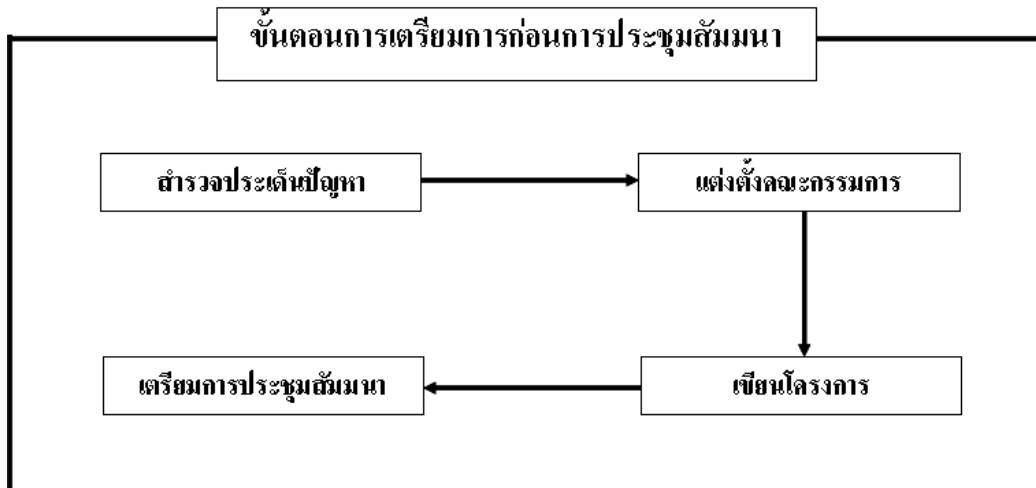 ขั้นตอนการเตรียมการก่อนการประชุมสัมมนา
สำรวจประเด็นปัญหา
แต่งตั้งคณะกรรมการ
เขียนโครงการ
เตรียมการประชุมสัมมนา